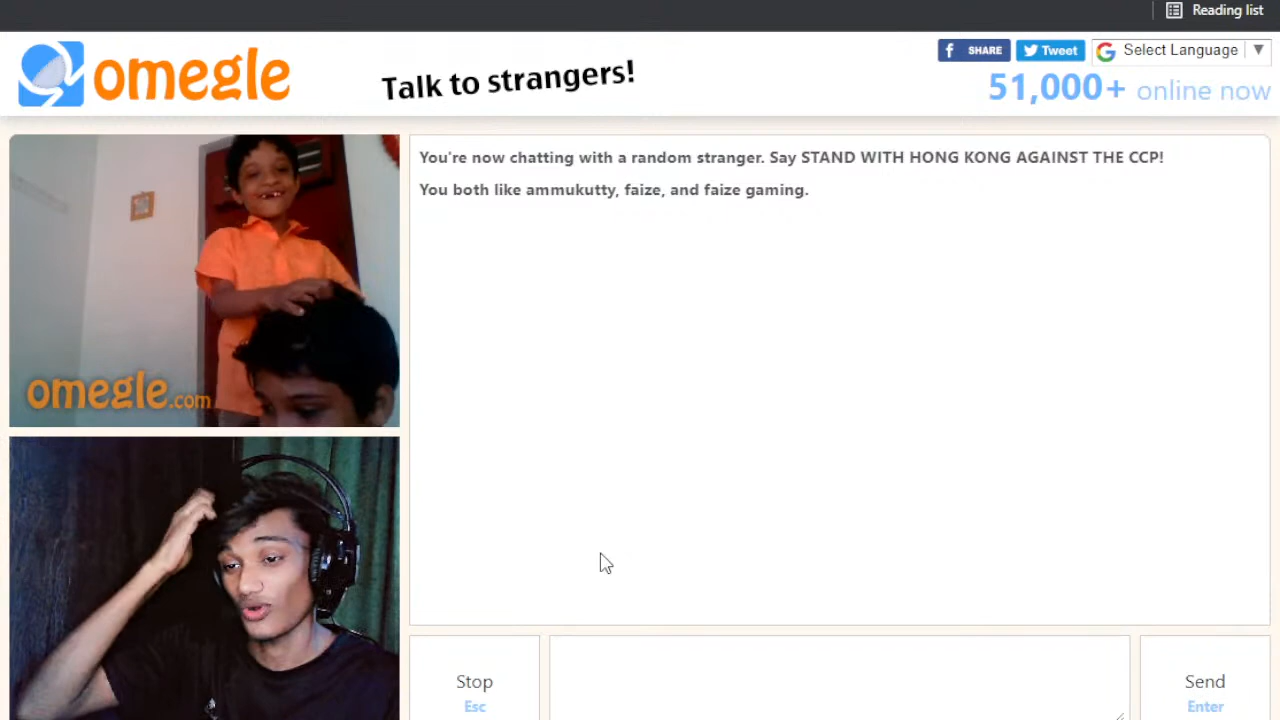 Reading list
omegle
Talk to strangers!
f SHARE
Tweet
G Select Language ▼
51,000+ online now
You're now chatting with a random stranger. Say STAND WITH HONG KONG AGAINST THE CCP!
You both like ammukutty, faize, and faize gaming.
omegle.com
Stop
Esc
Send
Enter